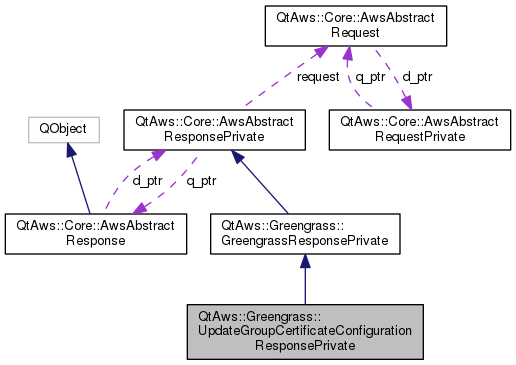 QtAws::Core::AwsAbstract
Request
request
q_ptr
d_ptr
QObject
QtAws::Core::AwsAbstract
ResponsePrivate
QtAws::Core::AwsAbstract
RequestPrivate
d_ptr
q_ptr
QtAws::Core::AwsAbstract
Response
QtAws::Greengrass::
GreengrassResponsePrivate
QtAws::Greengrass::
UpdateGroupCertificateConfiguration
ResponsePrivate